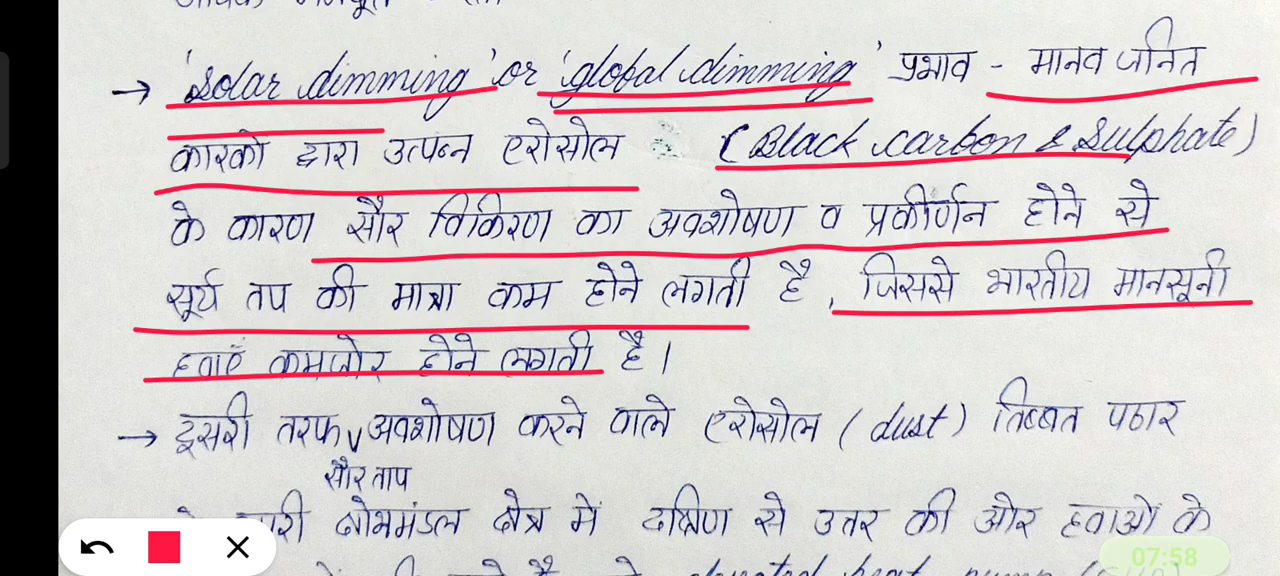 → 'Solar dimming' or 'global dimming' प्रभाव - मानव जनित
कारको द्वारा उत्पन्न एरोसोल (Black carbon & Sulphate)
के कारण सौर विकिरण का अवशोषण व प्रकीर्णन होने से
सूर्य तप की मात्रा कम होने लगती है, जिससे भारतीय मानसूनी
हवाएँ कमजोर होने लगती है।
→ दूसरी तरफ अवशोषण करने वाले एरोसोल (dust) तिब्बत पठार
सौर ताप
क्षोभमंडल क्षेत्र में दक्षिण से उत्तर की ओर हवाओं के
07:58